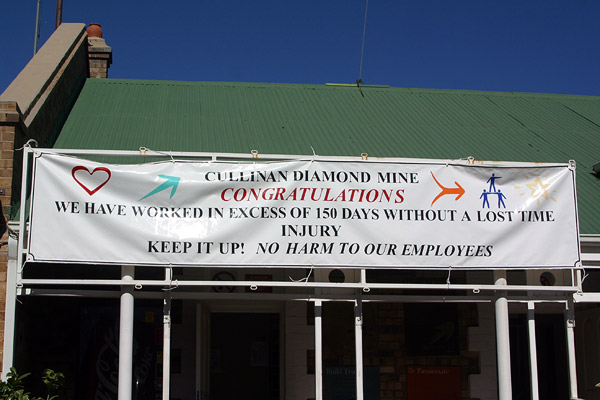 CULLINAN DIAMOND MINE
CONGRATULATIONS
WE HAVE WORKED IN EXCESS OF 150 DAYS WITHOUT A LOST TIME
INJURY
KEEP IT UP! NO HARM TO OUR EMPLOYEES